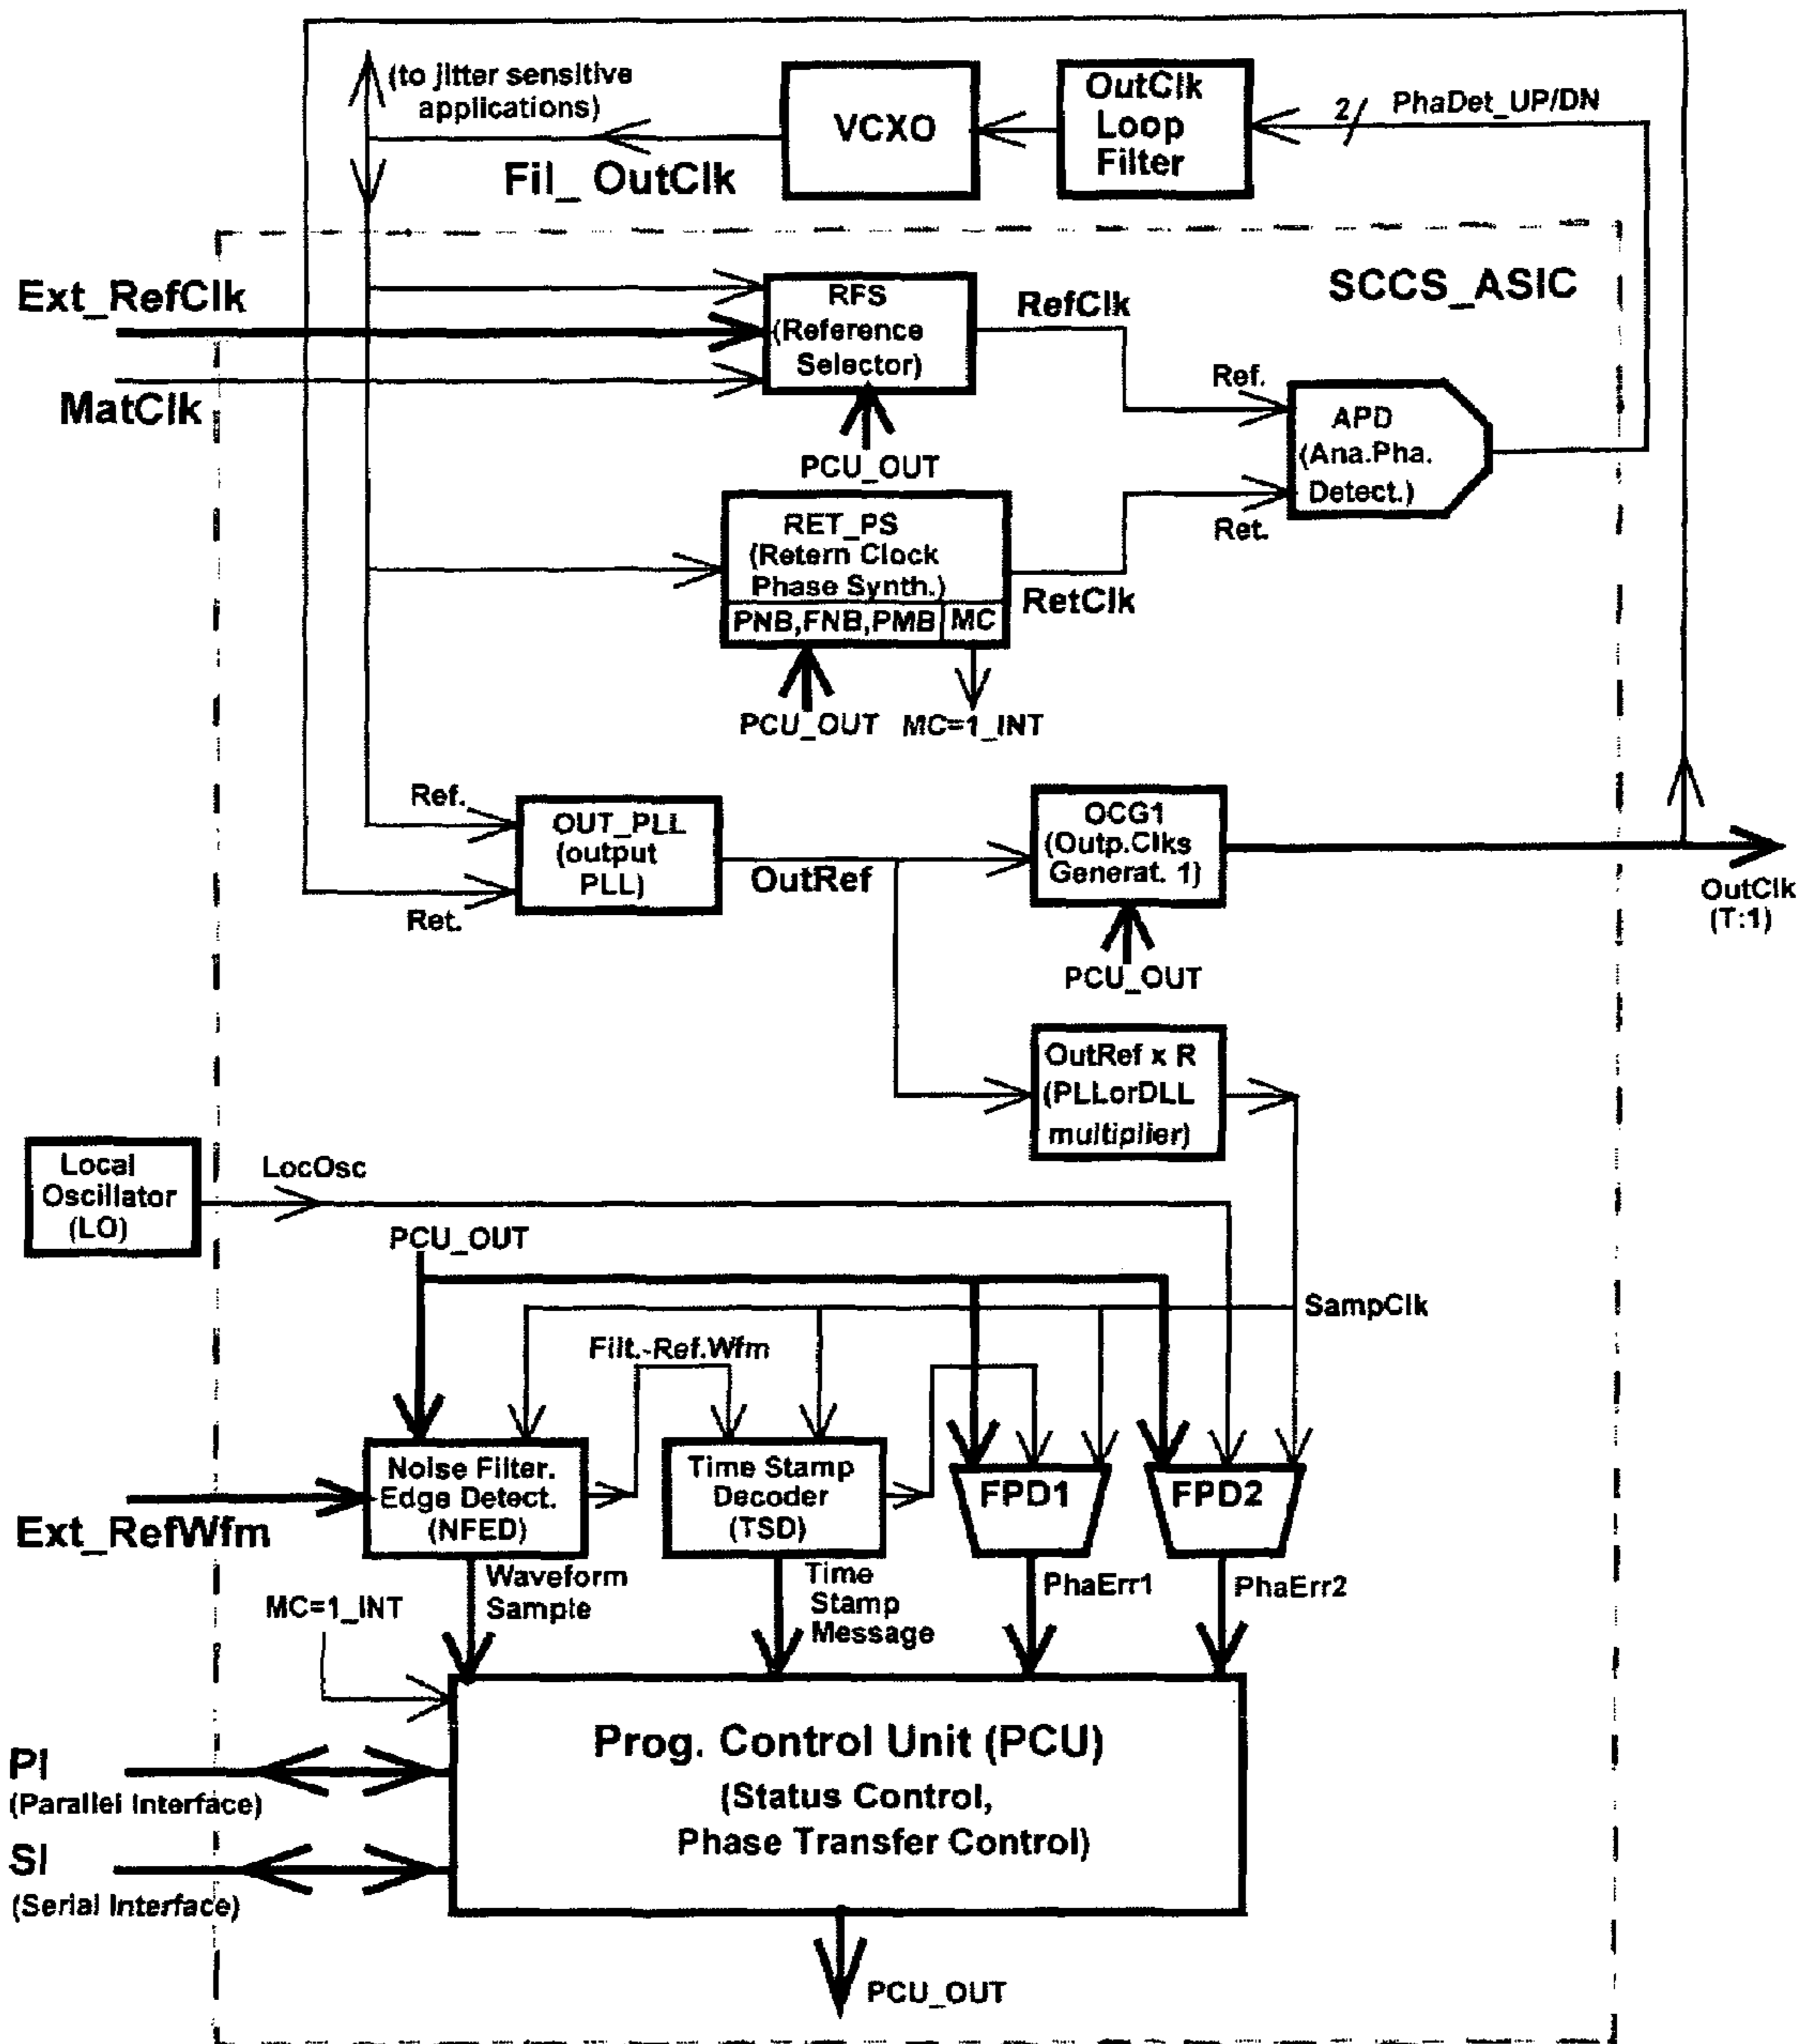 (to jitter sensitive
applications)
VCXO
OutClk
Loop
Filter
2/
PhaDet_UP/DN
Fil_ OutClk
SCCS_ASIC
Ext_RefClk
MatClk
RFS
(Reference
Selector)
RefClk
PCU_OUT
Ref.
APD
(Ana.Pha.
Detect.)
Ret.
RET_PS
(Retern Clock
Phase Synth.)
PNB,FNB,PMB
MC
RetClk
PCU_OUT
MC=1_INT
Ref.
OUT_PLL
(output
PLL)
Ret.
OutRef
OCG1
(Outp.Clks
Generat. 1)
OutClk
(T:1)
PCU_OUT
OutRef x R
(PLLorDLL
multiplier)
Local
Oscillator
(LO)
LocOsc
PCU_OUT
SampClk
Filt.-Ref.Wfm
Noise Filter.
Edge Detect.
(NFED)
Time Stamp
Decoder
(TSD)
FPD1
FPD2
Ext_RefWfm
Waveform
Sample
Time
Stamp
Message
PhaErr1
PhaErr2
MC=1_INT
Prog. Control Unit (PCU)
(Status Control,
Phase Transfer Control)
PI
(Parallel Interface)
SI
(Serial Interface)
PCU_OUT